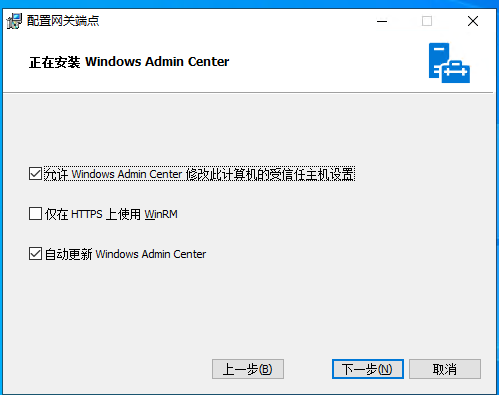 配置网关端点
正在安装 Windows Admin Center
允许 Windows Admin Center 修改此计算机的受信任主机设置
仅在 HTTPS 上使用 WinRM
自动更新 Windows Admin Center
上一步(B) 下一步(N) 取消